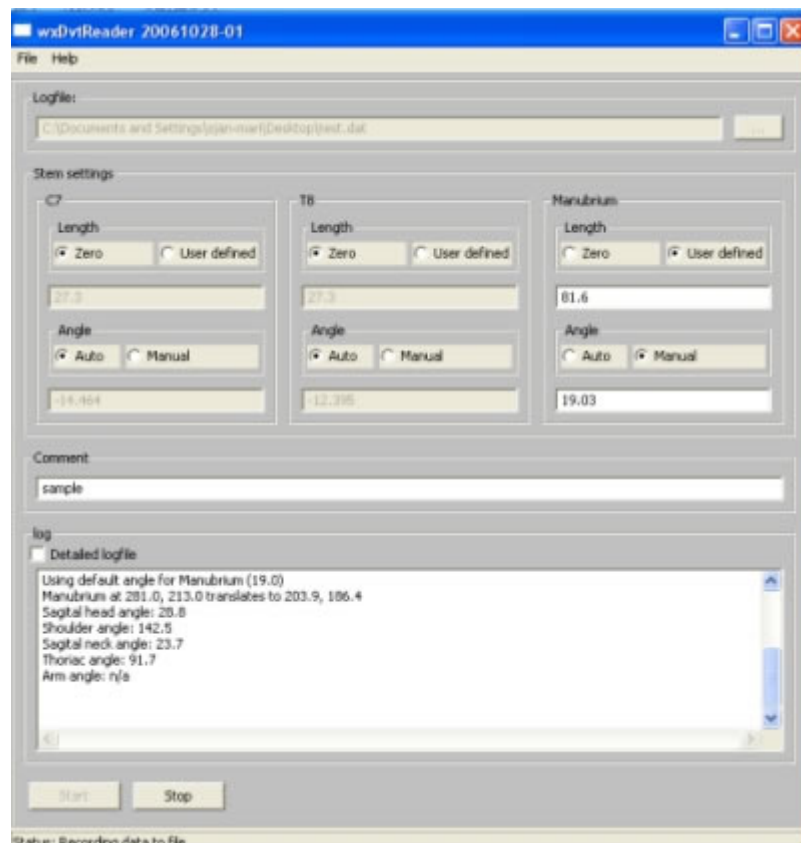 wxDvtReader 20061028-01
File Help
Logfile:
Stem settings
C7 T8 Manubrium
Length Length Length
Zero User defined Zero User defined Zero User defined
27.3 27.3 81.6
Angle Angle Angle
Auto Manual Auto Manual Auto Manual
-14.464 -12.395 19.03
Comment
sample
log
Detailed logfile
Using default angle for Manubrium (19.0)
Manubrium at 281.0, 213.0 translates to 203.9, 186.4
Sagital head angle: 28.8
Shoulder angle: 142.5
Sagital neck angle: 23.7
Thoriac angle: 91.7
Arm angle: n/a
Start Stop
Status: Recording data to file